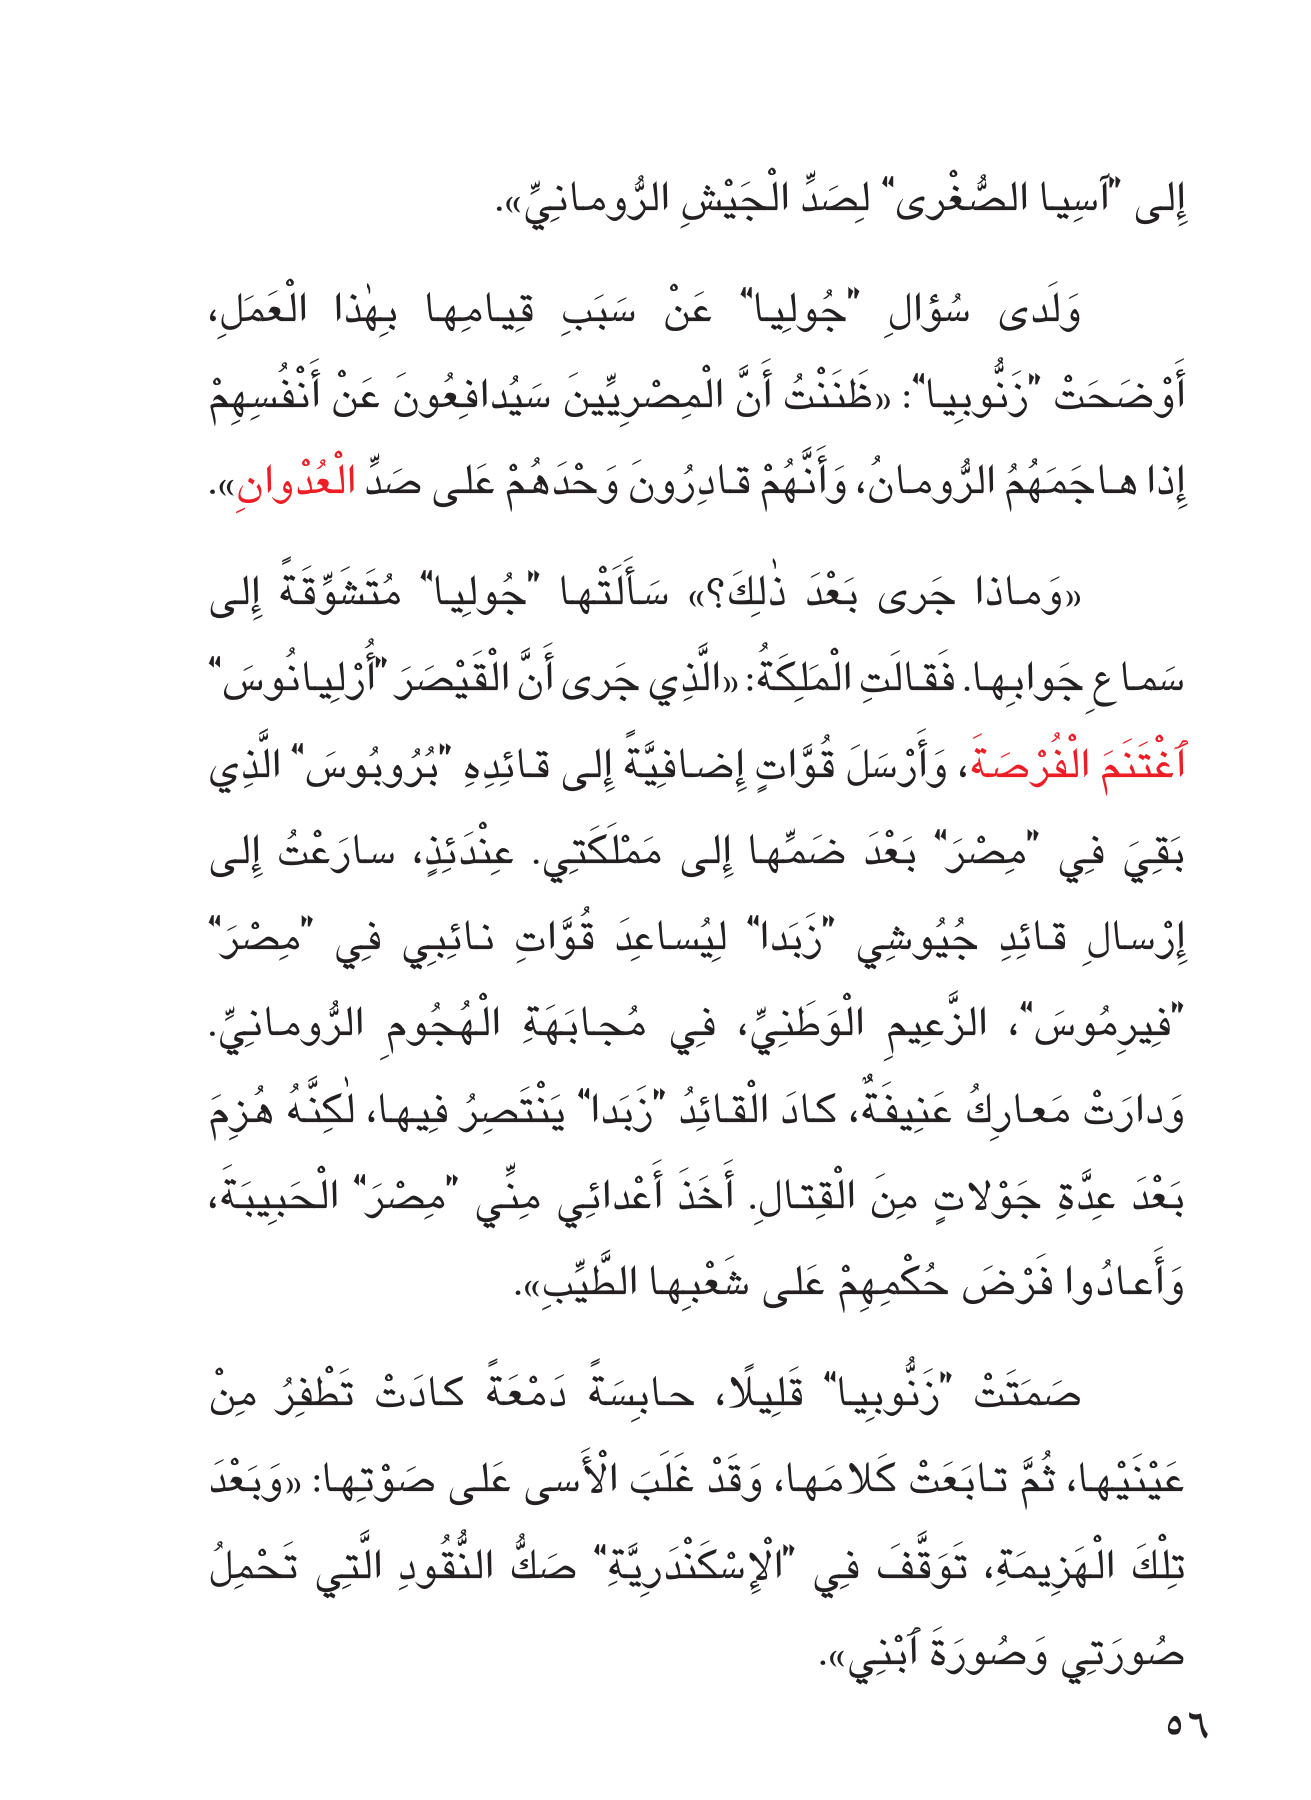 إِلى "آسِيا الصُّغْرى" لِصَدِّ الْجَيْشِ الرُّومانِيِّ».
وَلَدى سُؤالِ "جُولِيا" عَنْ سَبَبِ قِيامِها بِهٰذا الْعَمَلِ،
أَوْضَحَتْ "زَنُّوبِيا": «ظَنَنْتُ أَنَّ الْمِصْرِيِّينَ سَيُدافِعُونَ عَنْ أَنْفُسِهِمْ
إِذا هاجَمَهُمُ الرُّومانُ، وَأَنَّهُمْ قادِرُونَ وَحْدَهُمْ عَلى صَدِّ الْعُدْوانِ».
«وَماذا جَرى بَعْدَ ذٰلِكَ؟» سَأَلَتْها "جُولِيا" مُتَشَوِّقَةً إِلى
سَماعِ جَوابِها. فَقالَتِ الْمَلِكَةُ: «الَّذِي جَرى أَنَّ الْقَيْصَرَ "أُرْلِيانُوسَ"
ٱغْتَنَمَ الْفُرْصَةَ، وَأَرْسَلَ قُوَّاتٍ إِضافِيَّةً إِلى قائِدِهِ "بُرُوبُوسَ" الَّذِي
بَقِيَ فِي "مِصْرَ" بَعْدَ ضَمِّها إِلى مَمْلَكَتِي. عِنْدَئِذٍ، سارَعْتُ إِلى
إِرْسالِ قائِدِ جُيُوشِي "زَبَدا" لِيُساعِدَ قُوَّاتِ نائِبِي فِي "مِصْرَ"
"فِيرِمُوسَ"، الزَّعِيمِ الْوَطَنِيِّ، فِي مُجابَهَةِ الْهُجُومِ الرُّومانِيِّ.
وَدارَتْ مَعارِكُ عَنِيفَةٌ، كادَ الْقائِدُ "زَبَدا" يَنْتَصِرُ فِيها، لٰكِنَّهُ هُزِمَ
بَعْدَ عِدَّةِ جَوْلاتٍ مِنَ الْقِتالِ. أَخَذَ أَعْدائِي مِنِّي "مِصْرَ" الْحَبِيبَةَ،
وَأَعادُوا فَرْضَ حُكْمِهِمْ عَلى شَعْبِها الطَّيِّبِ».
صَمَتَتْ "زَنُّوبِيا" قَلِيلًا، حابِسَةً دَمْعَةً كادَتْ تَطْفِرُ مِنْ
عَيْنَيْها، ثُمَّ تابَعَتْ كَلامَها، وَقَدْ غَلَبَ الْأَسى عَلى صَوْتِها: «وَبَعْدَ
تِلْكَ الْهَزِيمَةِ، تَوَقَّفَ فِي "الْإِسْكَنْدَرِيَّةِ" صَكُّ النُّقُودِ الَّتِي تَحْمِلُ
صُورَتِي وَصُورَةَ ٱبْنِي».
٥٦